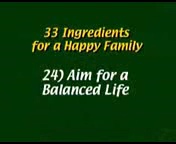 33 Ingredients
for a Happy Family
24) Aim for a
Balanced Life